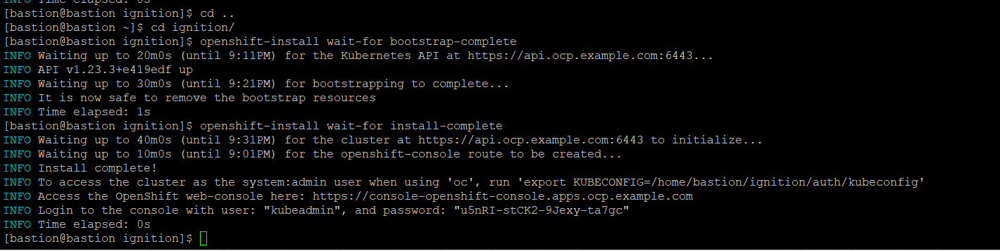 INFO Time elapsed: 0s
[bastion@bastion ignition]$ cd ..
[bastion@bastion ~]$ cd ignition/
[bastion@bastion ignition]$ openshift-install wait-for bootstrap-complete
INFO Waiting up to 20m0s (until 9:11PM) for the Kubernetes API at https://api.ocp.example.com:6443...
INFO API v1.23.3+e419edf up
INFO Waiting up to 30m0s (until 9:21PM) for bootstrapping to complete...
INFO It is now safe to remove the bootstrap resources
INFO Time elapsed: 1s
[bastion@bastion ignition]$ openshift-install wait-for install-complete
INFO Waiting up to 40m0s (until 9:31PM) for the cluster at https://api.ocp.example.com:6443 to initialize...
INFO Waiting up to 10m0s (until 9:01PM) for the openshift-console route to be created...
INFO Install complete!
INFO To access the cluster as the system:admin user when using 'oc', run 'export KUBECONFIG=/home/bastion/ignition/auth/kubeconfig'
INFO Access the OpenShift web-console here: https://console-openshift-console.apps.ocp.example.com
INFO Login to the console with user: "kubeadmin", and password: "u5nRI-stCK2-9Jexy-ta7gc"
INFO Time elapsed: 0s
[bastion@bastion ignition]$